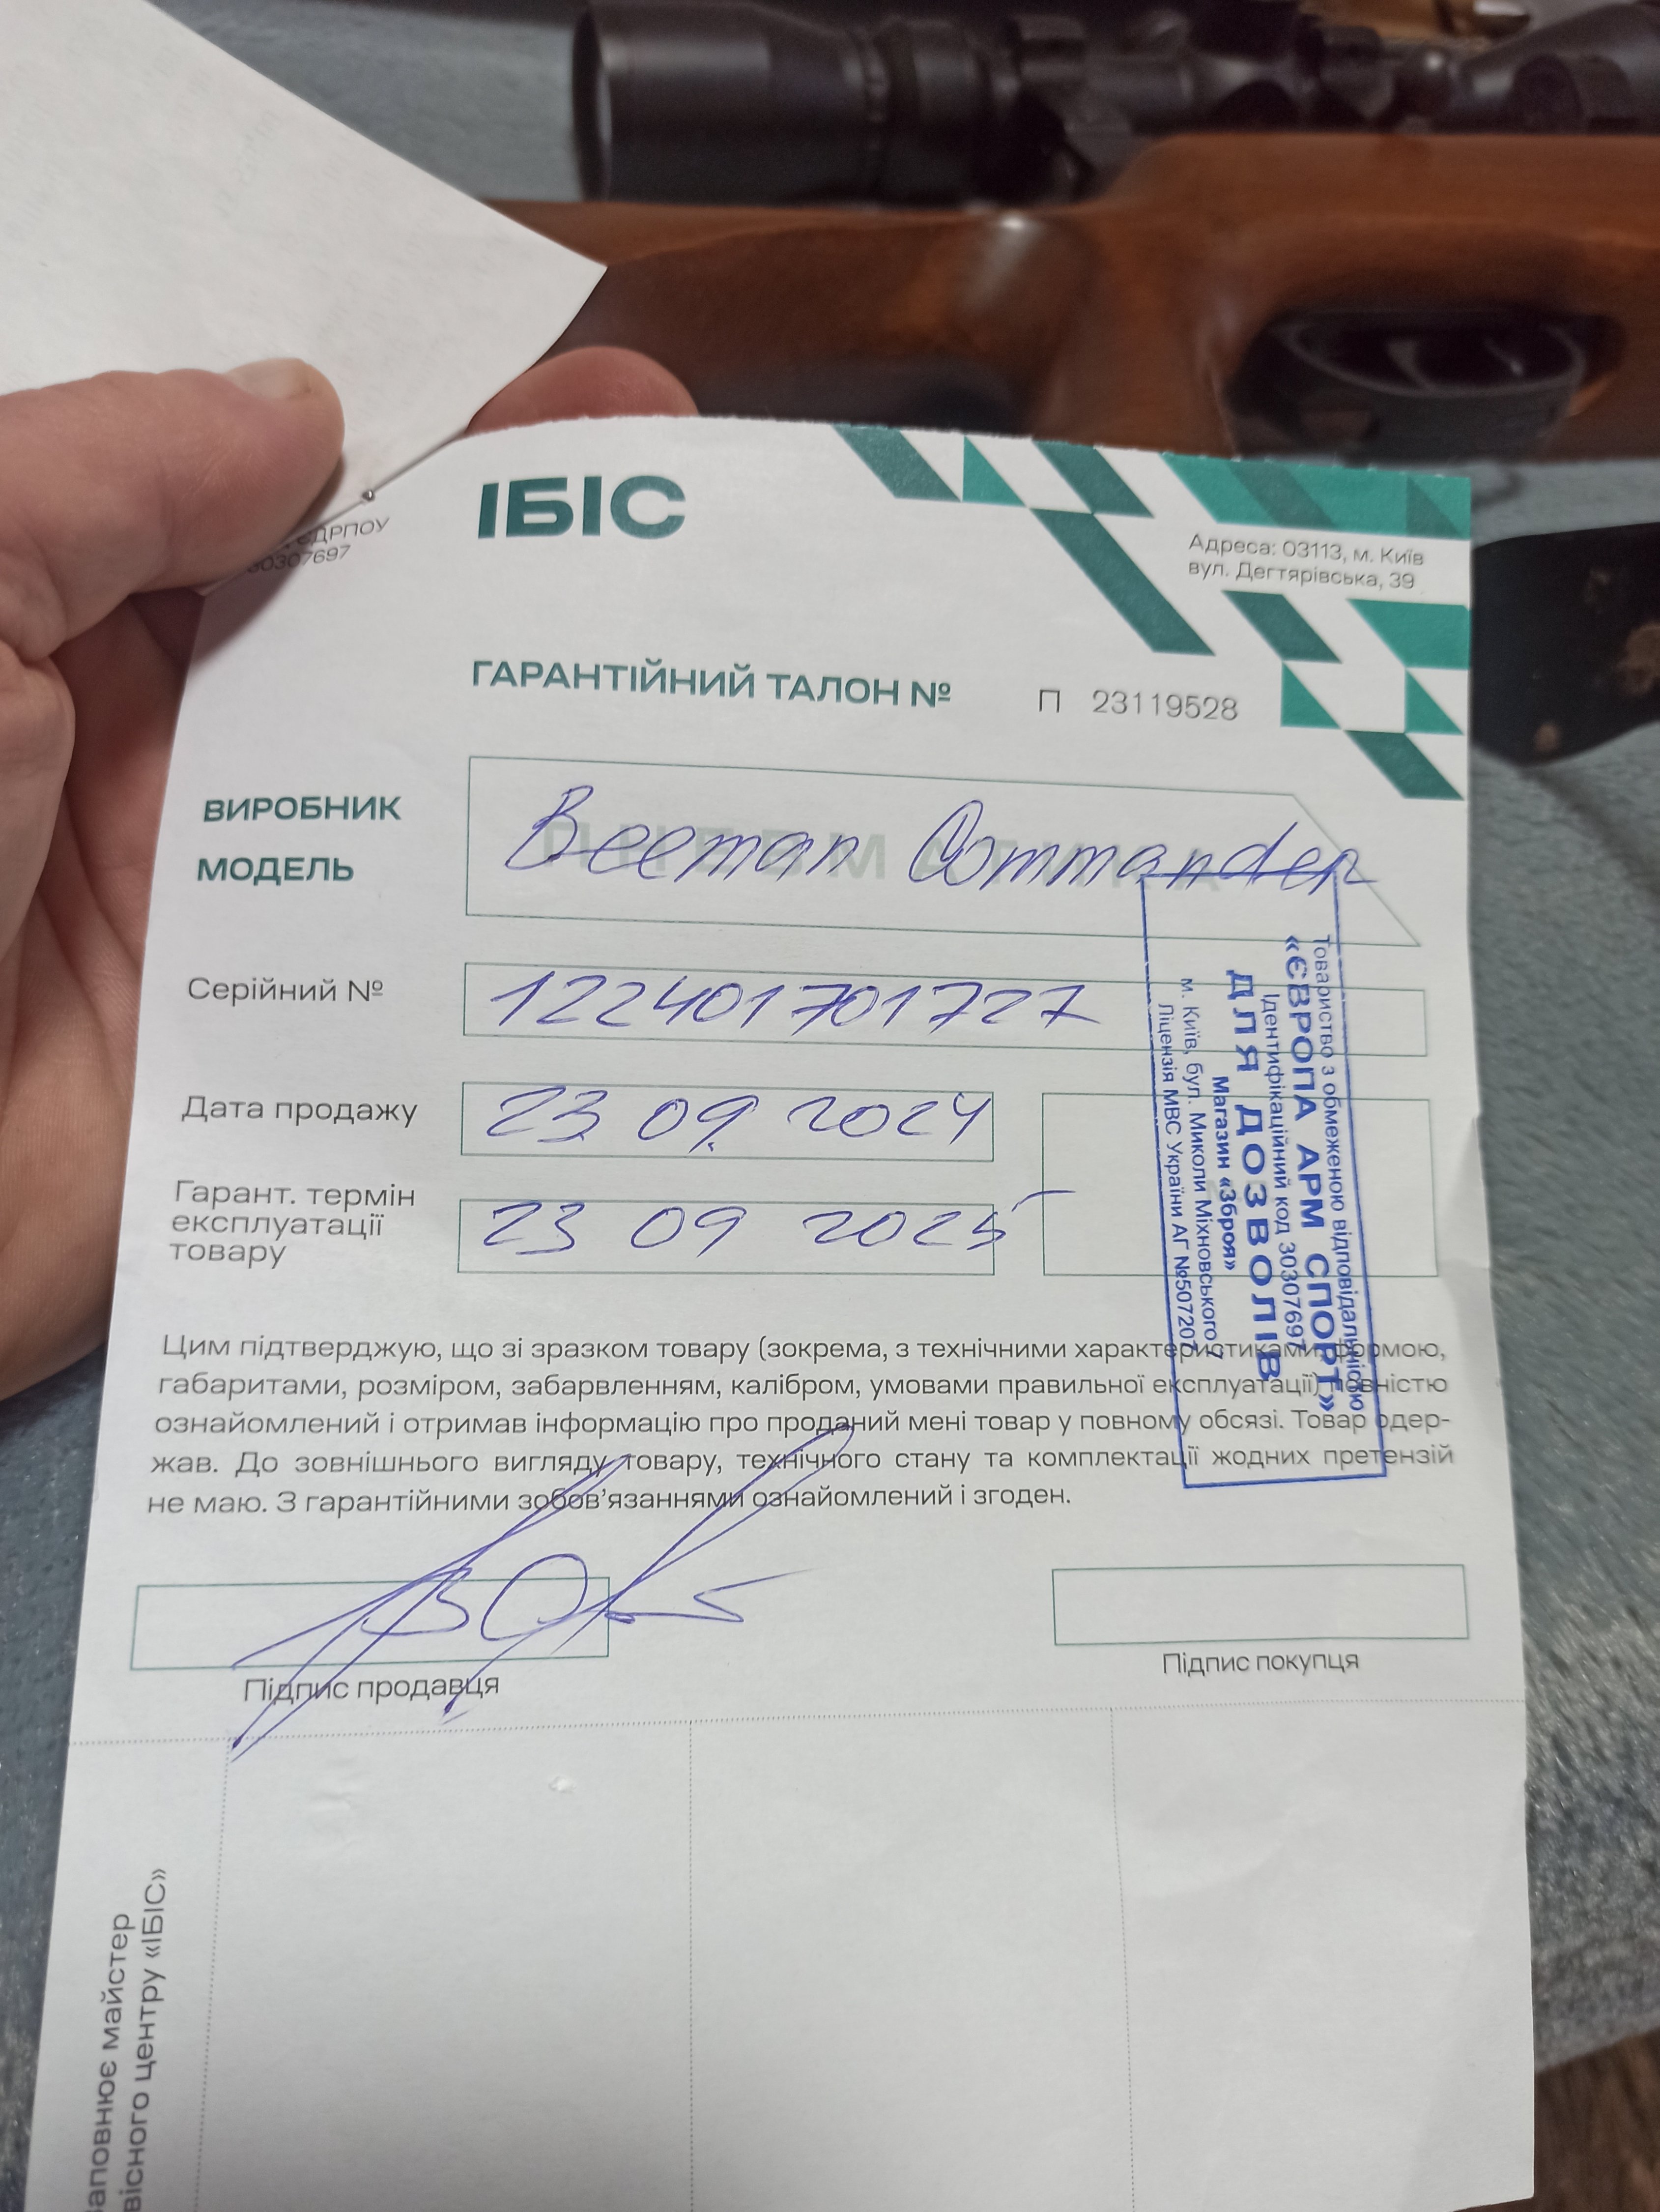 ІБІС
ЄДРПОУ
30307697
Адреса: 03113, м. Київ
вул. Дегтярівська, 39
ГАРАНТІЙНИЙ ТАЛОН № П 23119528
ВИРОБНИК
МОДЕЛЬ
Beeman Commander
Серійний № 122401701727
Дата продажу 23.09.2024
Гарант. термін
експлуатації
товару
23 09 2025
Товариство з обмеженою відповідальністю
«ЄВРОПА АРМ СПОРТ»
Ідентифікаційний код 30307697
ДЛЯ ДОЗВОЛІВ
Магазин «Зброя»
м. Київ, бул. Миколи Міхновського, 7
Ліцензія МВС України АГ №507207
Цим підтверджую, що зі зразком товару (зокрема, з технічними характеристиками, формою,
габаритами, розміром, забарвленням, калібром, умовами правильної експлуатації) повністю
ознайомлений і отримав інформацію про проданий мені товар у повному обсязі. Товар одер-
жав. До зовнішнього вигляду товару, технічного стану та комплектації жодних претензій
не маю. З гарантійними зобов'язаннями ознайомлений і згоден.
Підпис продавця
Підпис покупця
Заповнює майстер
вісного центру «ІБІС»